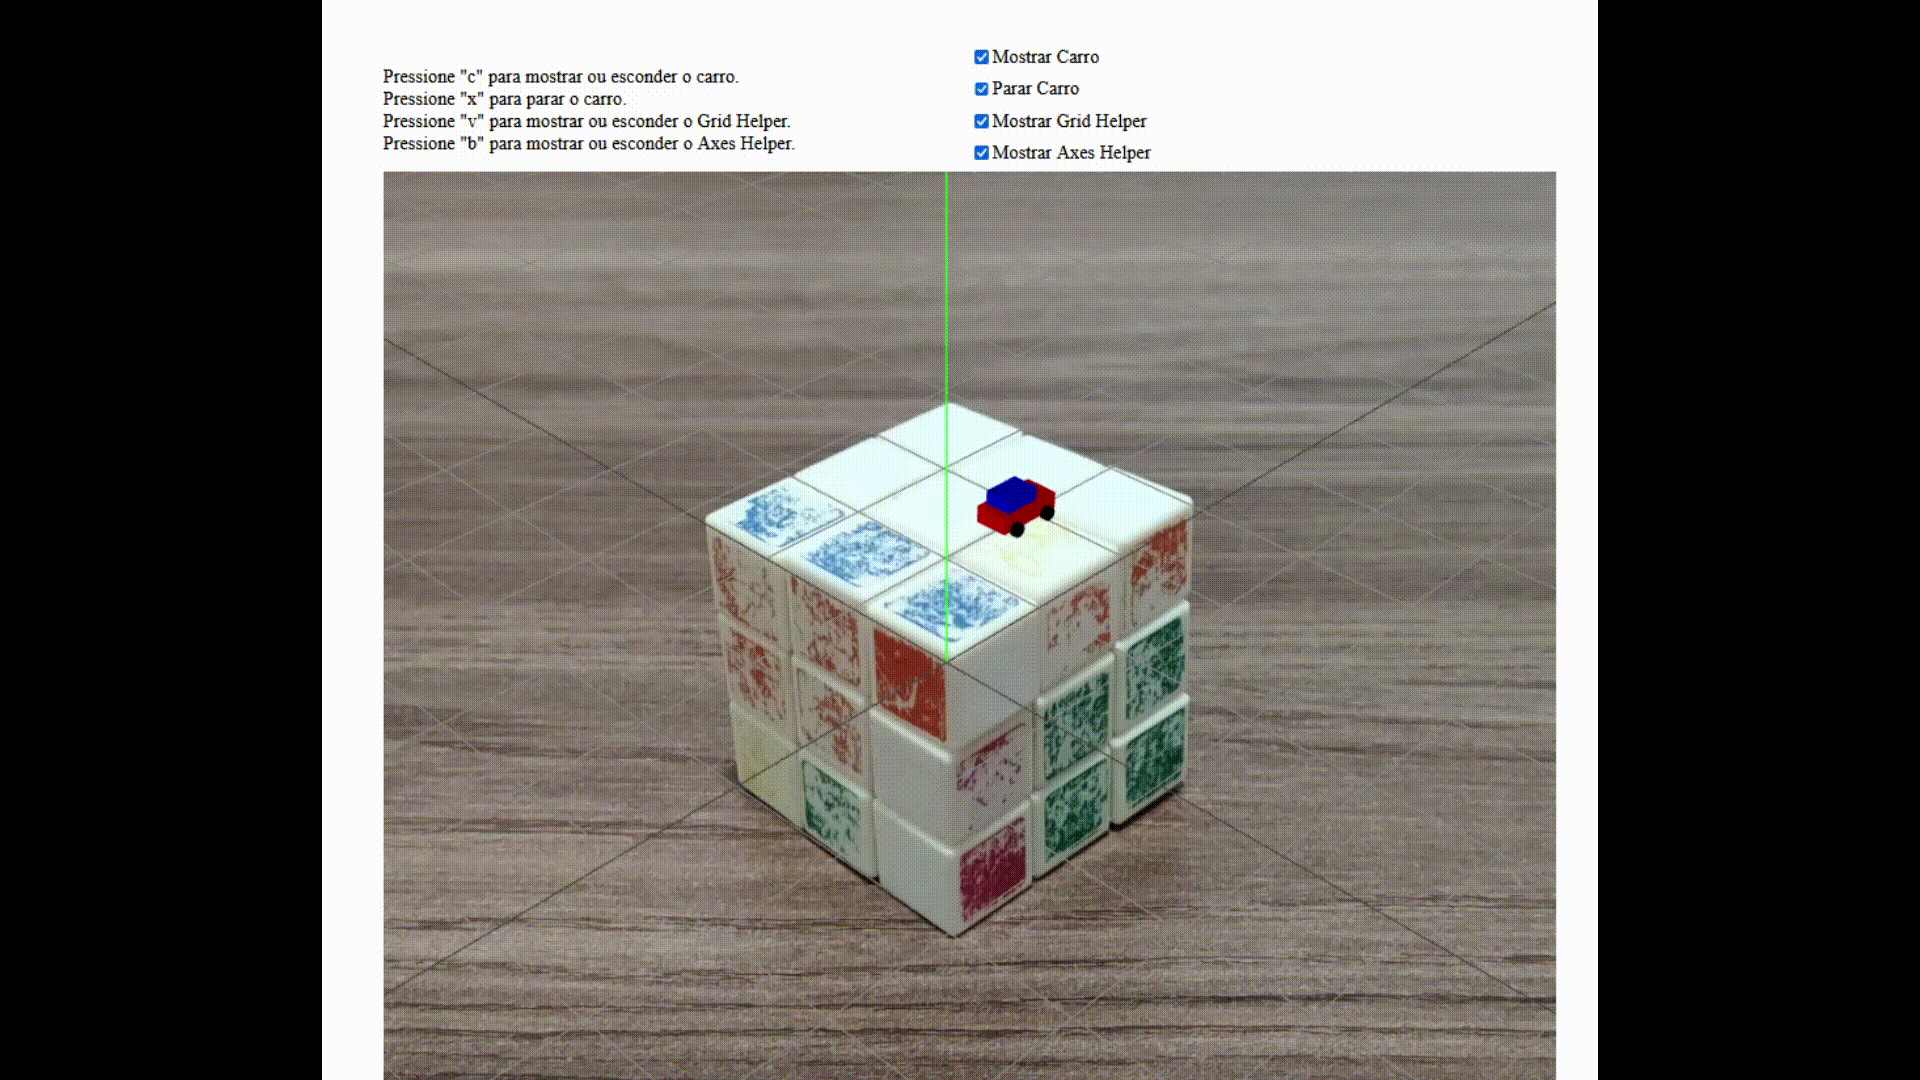 Pressione "c" para mostrar ou esconder o carro.
Pressione "x" para parar o carro.
Pressione "v" para mostrar ou esconder o Grid Helper.
Pressione "b" para mostrar ou esconder o Axes Helper.
Mostrar Carro
Parar Carro
Mostrar Grid Helper
Mostrar Axes Helper